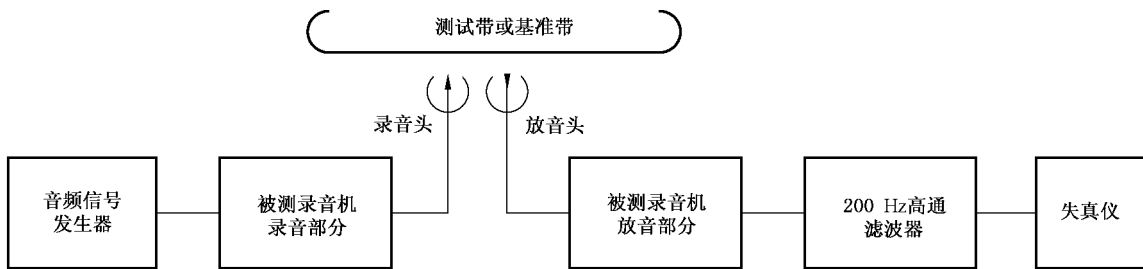 测试带或基准带
录音头
放音头
音频信号
发生器
被测录音机
录音部分
被测录音机
放音部分
200 Hz高通
滤波器
失真仪